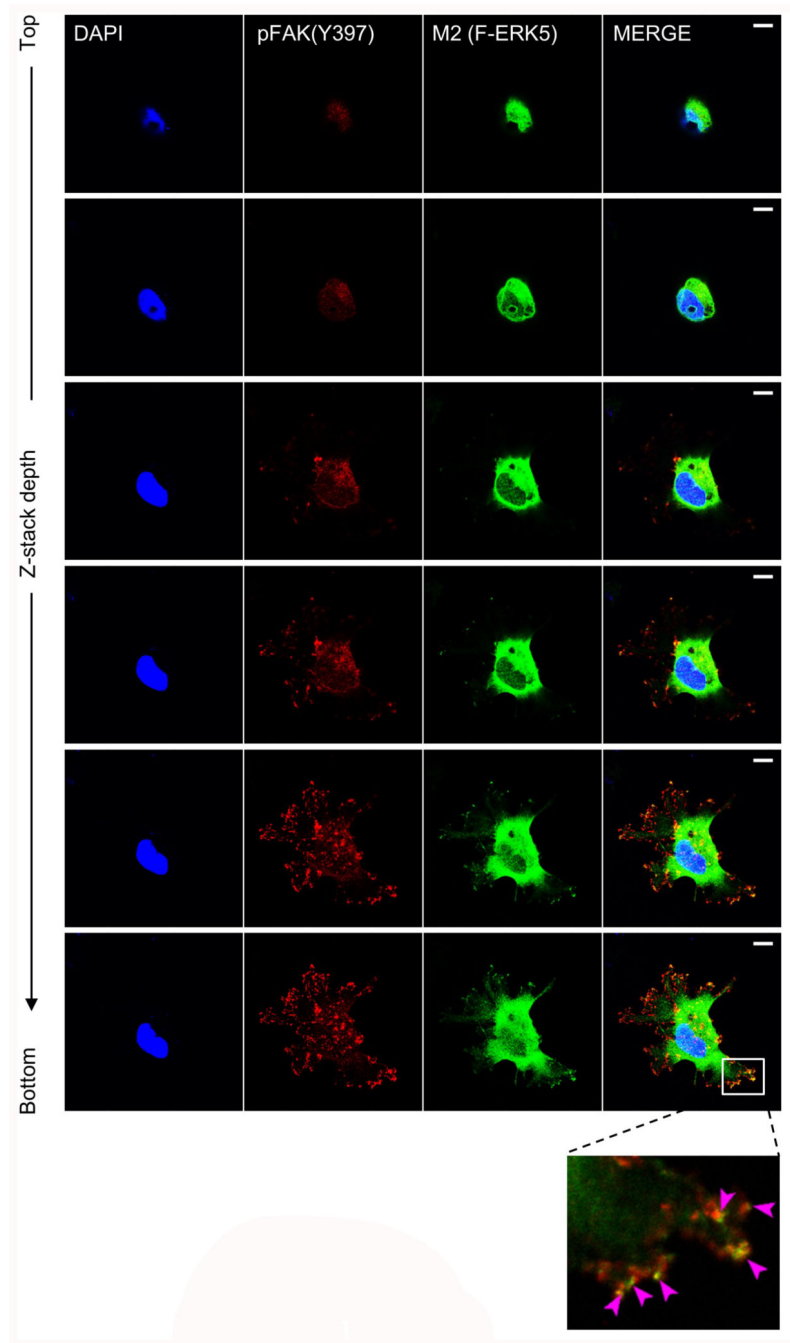 DAPI
pFAK(Y397)
M2 (F-ERK5)
MERGE
Top
Z-stack depth
Bottom